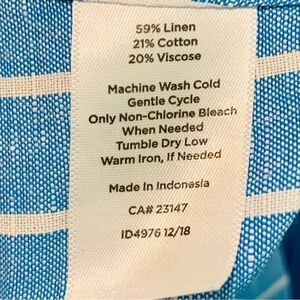 59% Linen
21% Cotton
20% Viscose
Machine Wash Cold
Gentle Cycle
Only Non-Chlorine Bleach
When Needed
Tumble Dry Low
Warm Iron, If Needed
Made In Indonesia
CA# 23147
ID4976 12/18